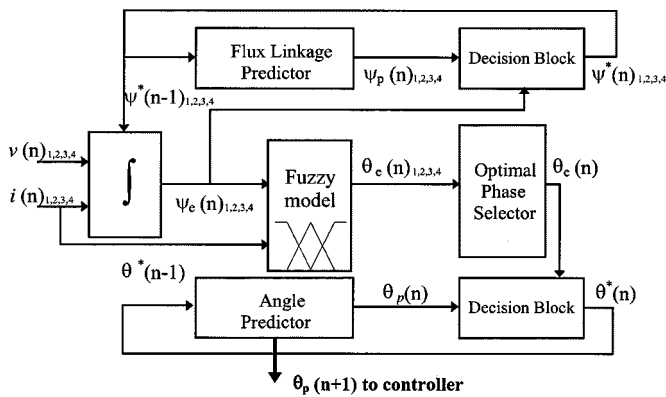 Flux Linkage
Predictor
ψp (n)1,2,3,4
Decision Block
ψ*(n)1,2,3,4
ψ*(n-1)1,2,3,4
v (n)1,2,3,4
i (n)1,2,3,4
∫
ψe (n)1,2,3,4
Fuzzy
model
θe (n)1,2,3,4
Optimal
Phase
Selector
θe (n)
θ *(n-1)
Angle
Predictor
θp(n)
Decision Block
θ*(n)
θp (n+1) to controller